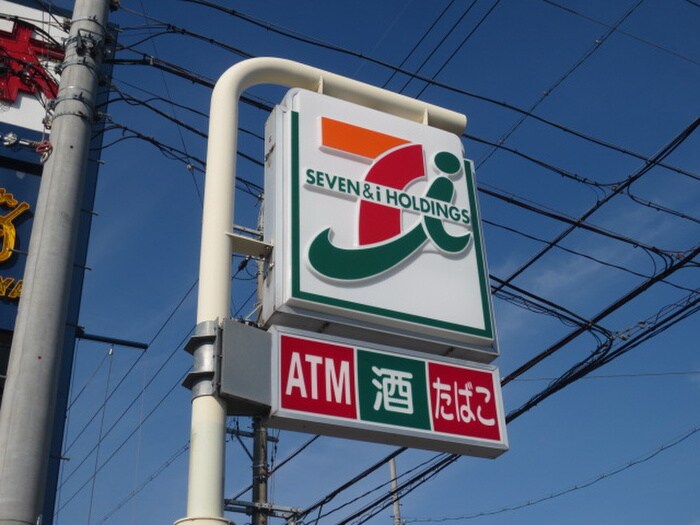 SEVEN & i HOLDINGS
ATM 酒 たばこ